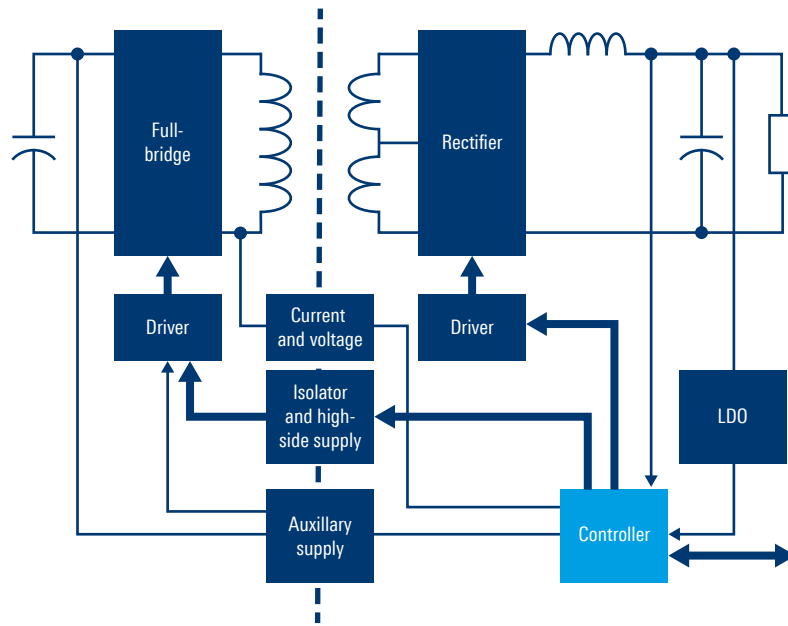 Full-
bridge
Rectifier
Driver
Current
and voltage
Driver
Isolator
and high-
side supply
LDO
Auxillary
supply
Controller